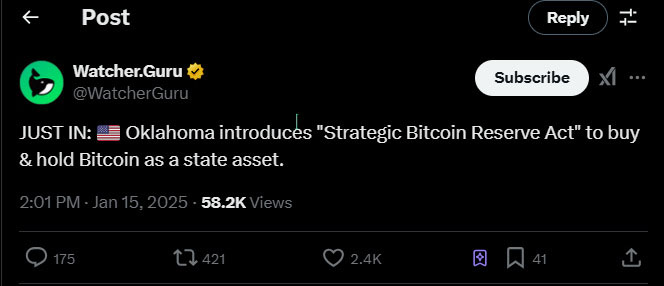 Post
Reply
Watcher.Guru
@WatcherGuru
Subscribe
JUST IN: 🇺🇸 Oklahoma introduces "Strategic Bitcoin Reserve Act" to buy
& hold Bitcoin as a state asset.
2:01 PM · Jan 15, 2025 · 58.2K Views
175 421 2.4K 41